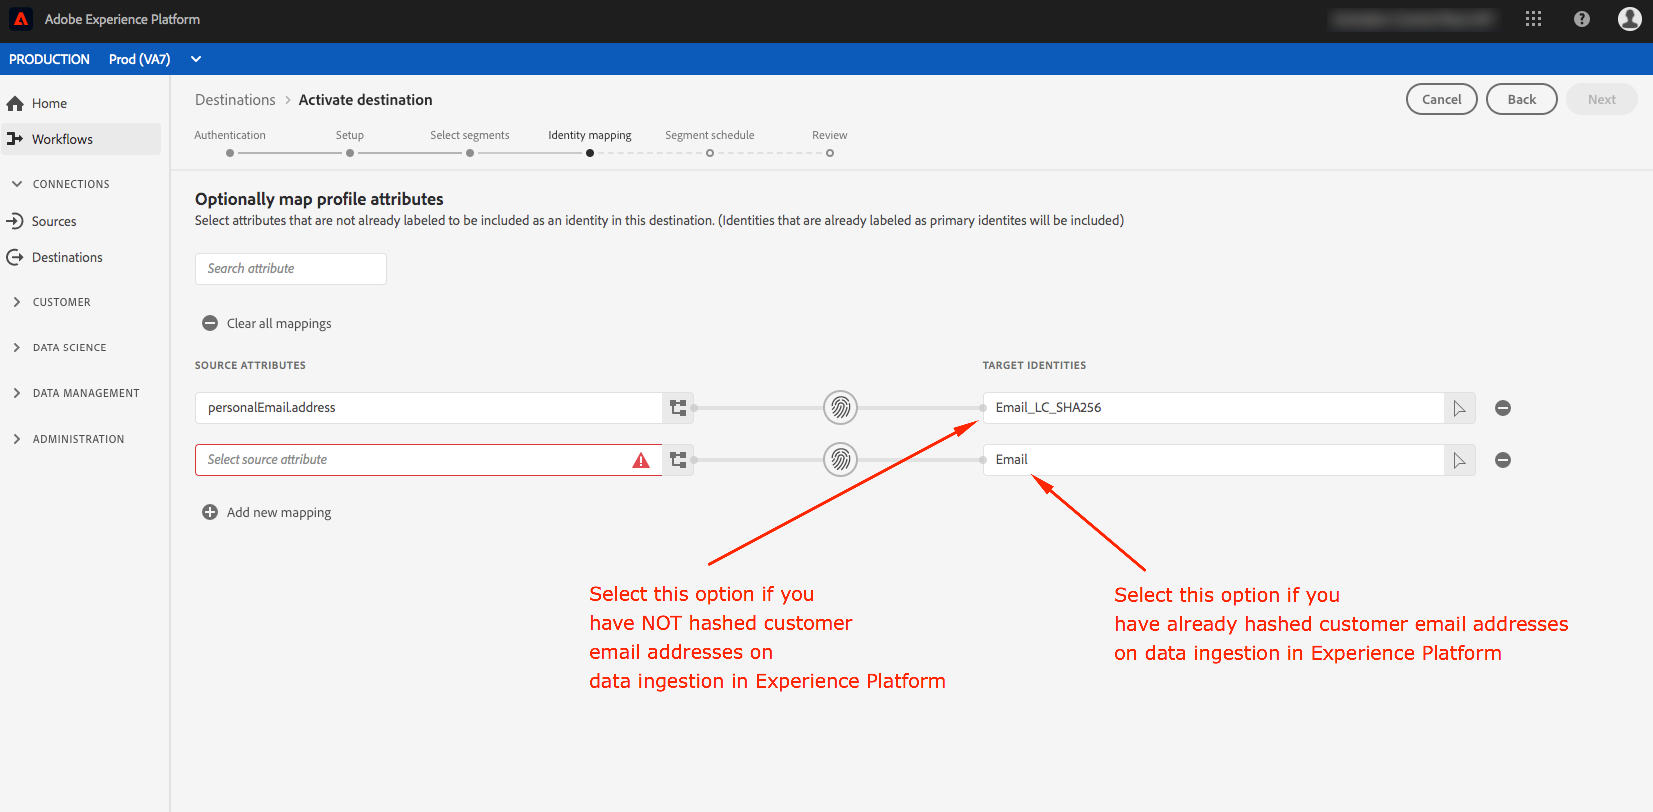 Adobe Experience Platform
PRODUCTION Prod (VA7)
Home
Workflows
CONNECTIONS
Sources
Destinations
CUSTOMER
DATA SCIENCE
DATA MANAGEMENT
ADMINISTRATION
Destinations > Activate destination
Cancel Back Next
Authentication Setup Select segments Identity mapping Segment schedule Review
Optionally map profile attributes
Select attributes that are not already labeled to be included as an identity in this destination. (Identities that are already labeled as primary identites will be included)
Search attribute
Clear all mappings
SOURCE ATTRIBUTES TARGET IDENTITIES
personalEmail.address Email_LC_SHA256
Select source attribute Email
Add new mapping
Select this option if you
have NOT hashed customer
email addresses on
data ingestion in Experience Platform
Select this option if you
have already hashed customer email addresses
on data ingestion in Experience Platform